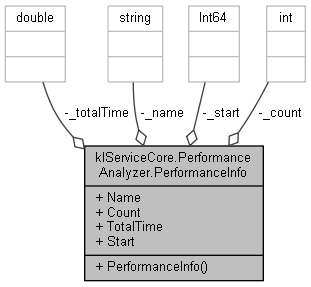 double string Int64 int
-_totalTime -_name -_start -_count
klServiceCore.Performance
Analyzer.PerformanceInfo
+ Name
+ Count
+ TotalTime
+ Start
+ PerformanceInfo()